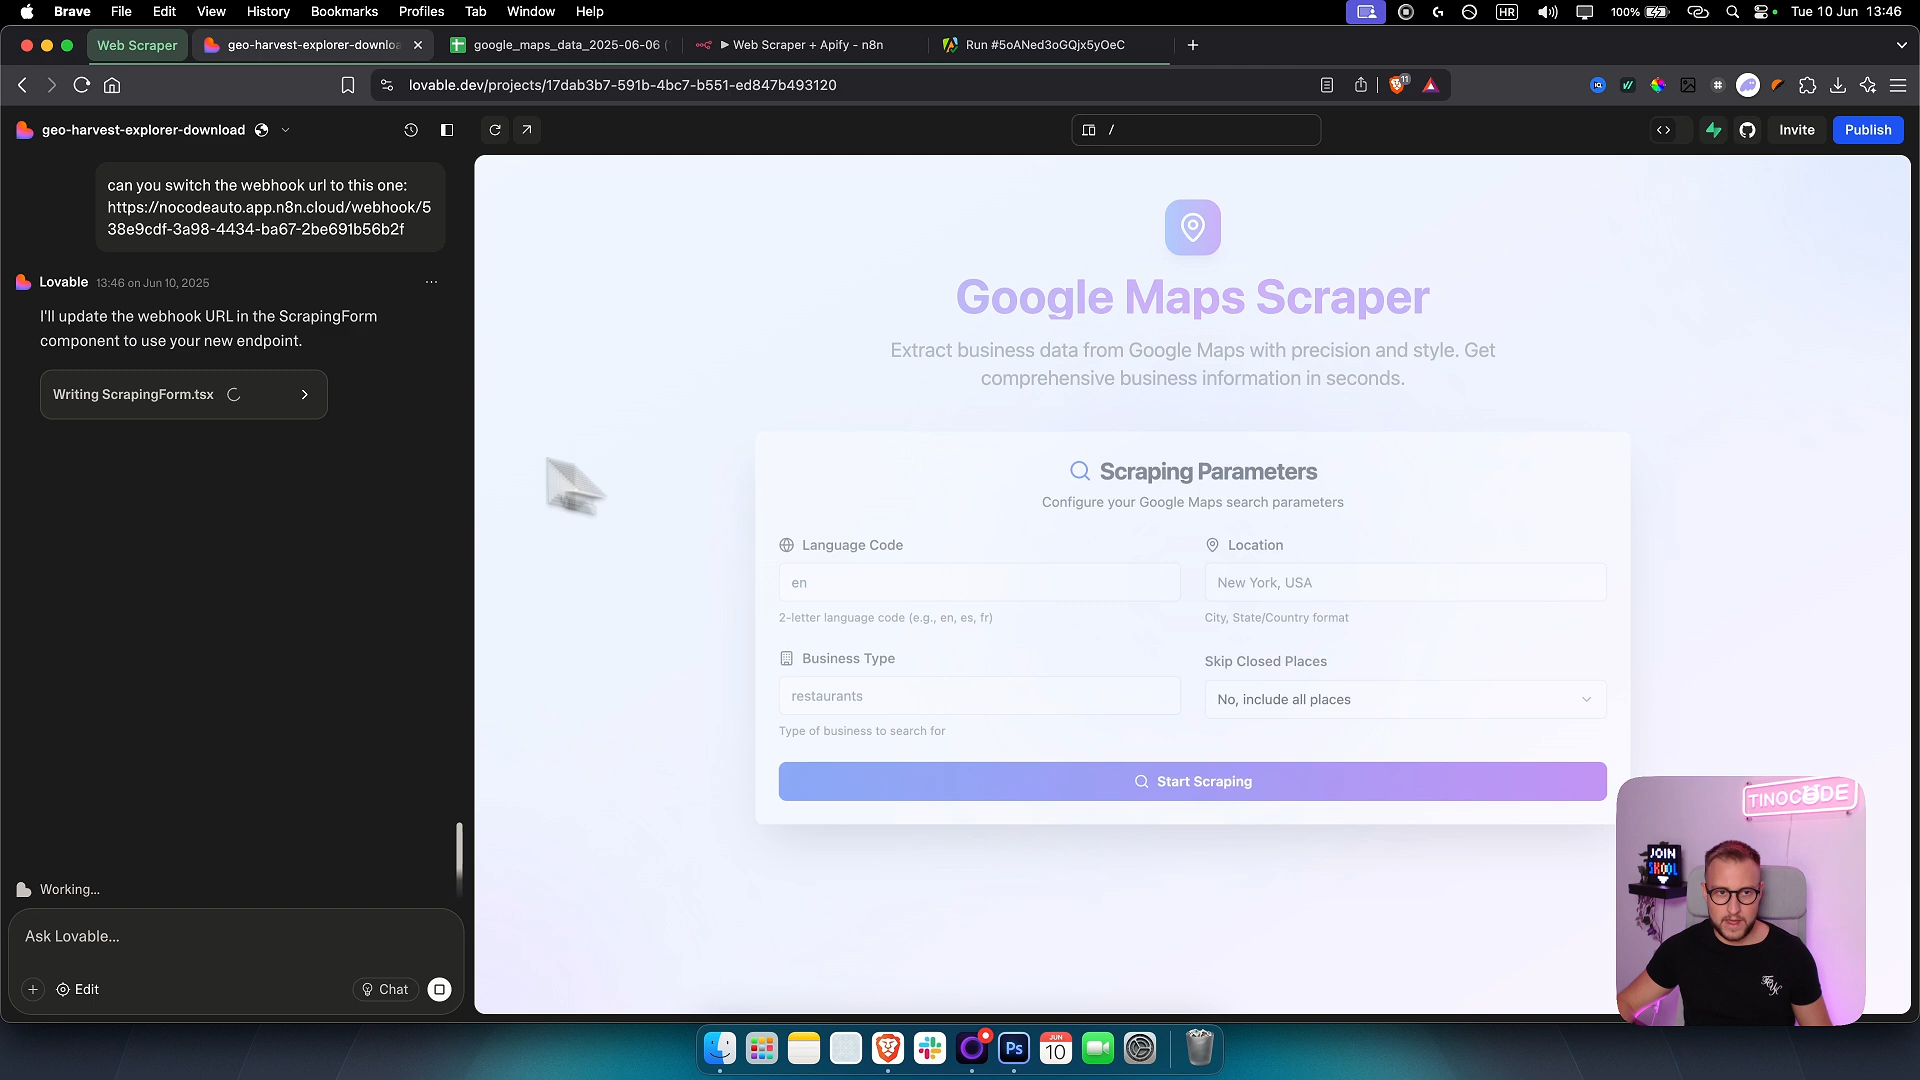 Brave File Edit View History Bookmarks Profiles Tab Window Help
HR 100% Tue 10 Jun 13:46
Web Scraper geo-harvest-explorer-downloa google_maps_data_2025-06-06 ( ▶ Web Scraper + Apify - n8n Run #5oANed3oGQjx5yOeC
lovable.dev/projects/17dab3b7-591b-4bc7-b551-ed847b493120
11
geo-harvest-explorer-download
/
Invite
Publish
can you switch the webhook url to this one:
https://nocodeauto.app.n8n.cloud/webhook/5
38e9cdf-3a98-4434-ba67-2be691b56b2f
Lovable 13:46 on Jun 10, 2025
I'll update the webhook URL in the ScrapingForm
component to use your new endpoint.
Writing ScrapingForm.tsx
Working...
Ask Lovable...
Edit
Chat
Google Maps Scraper
Extract business data from Google Maps with precision and style. Get
comprehensive business information in seconds.
Scraping Parameters
Configure your Google Maps search parameters
Language Code
en
2-letter language code (e.g., en, es, fr)
Location
New York, USA
City, State/Country format
Business Type
restaurants
Type of business to search for
Skip Closed Places
No, include all places
Start Scraping
TINOCODE
JOIN
SKOOL
Ps
JUN
10